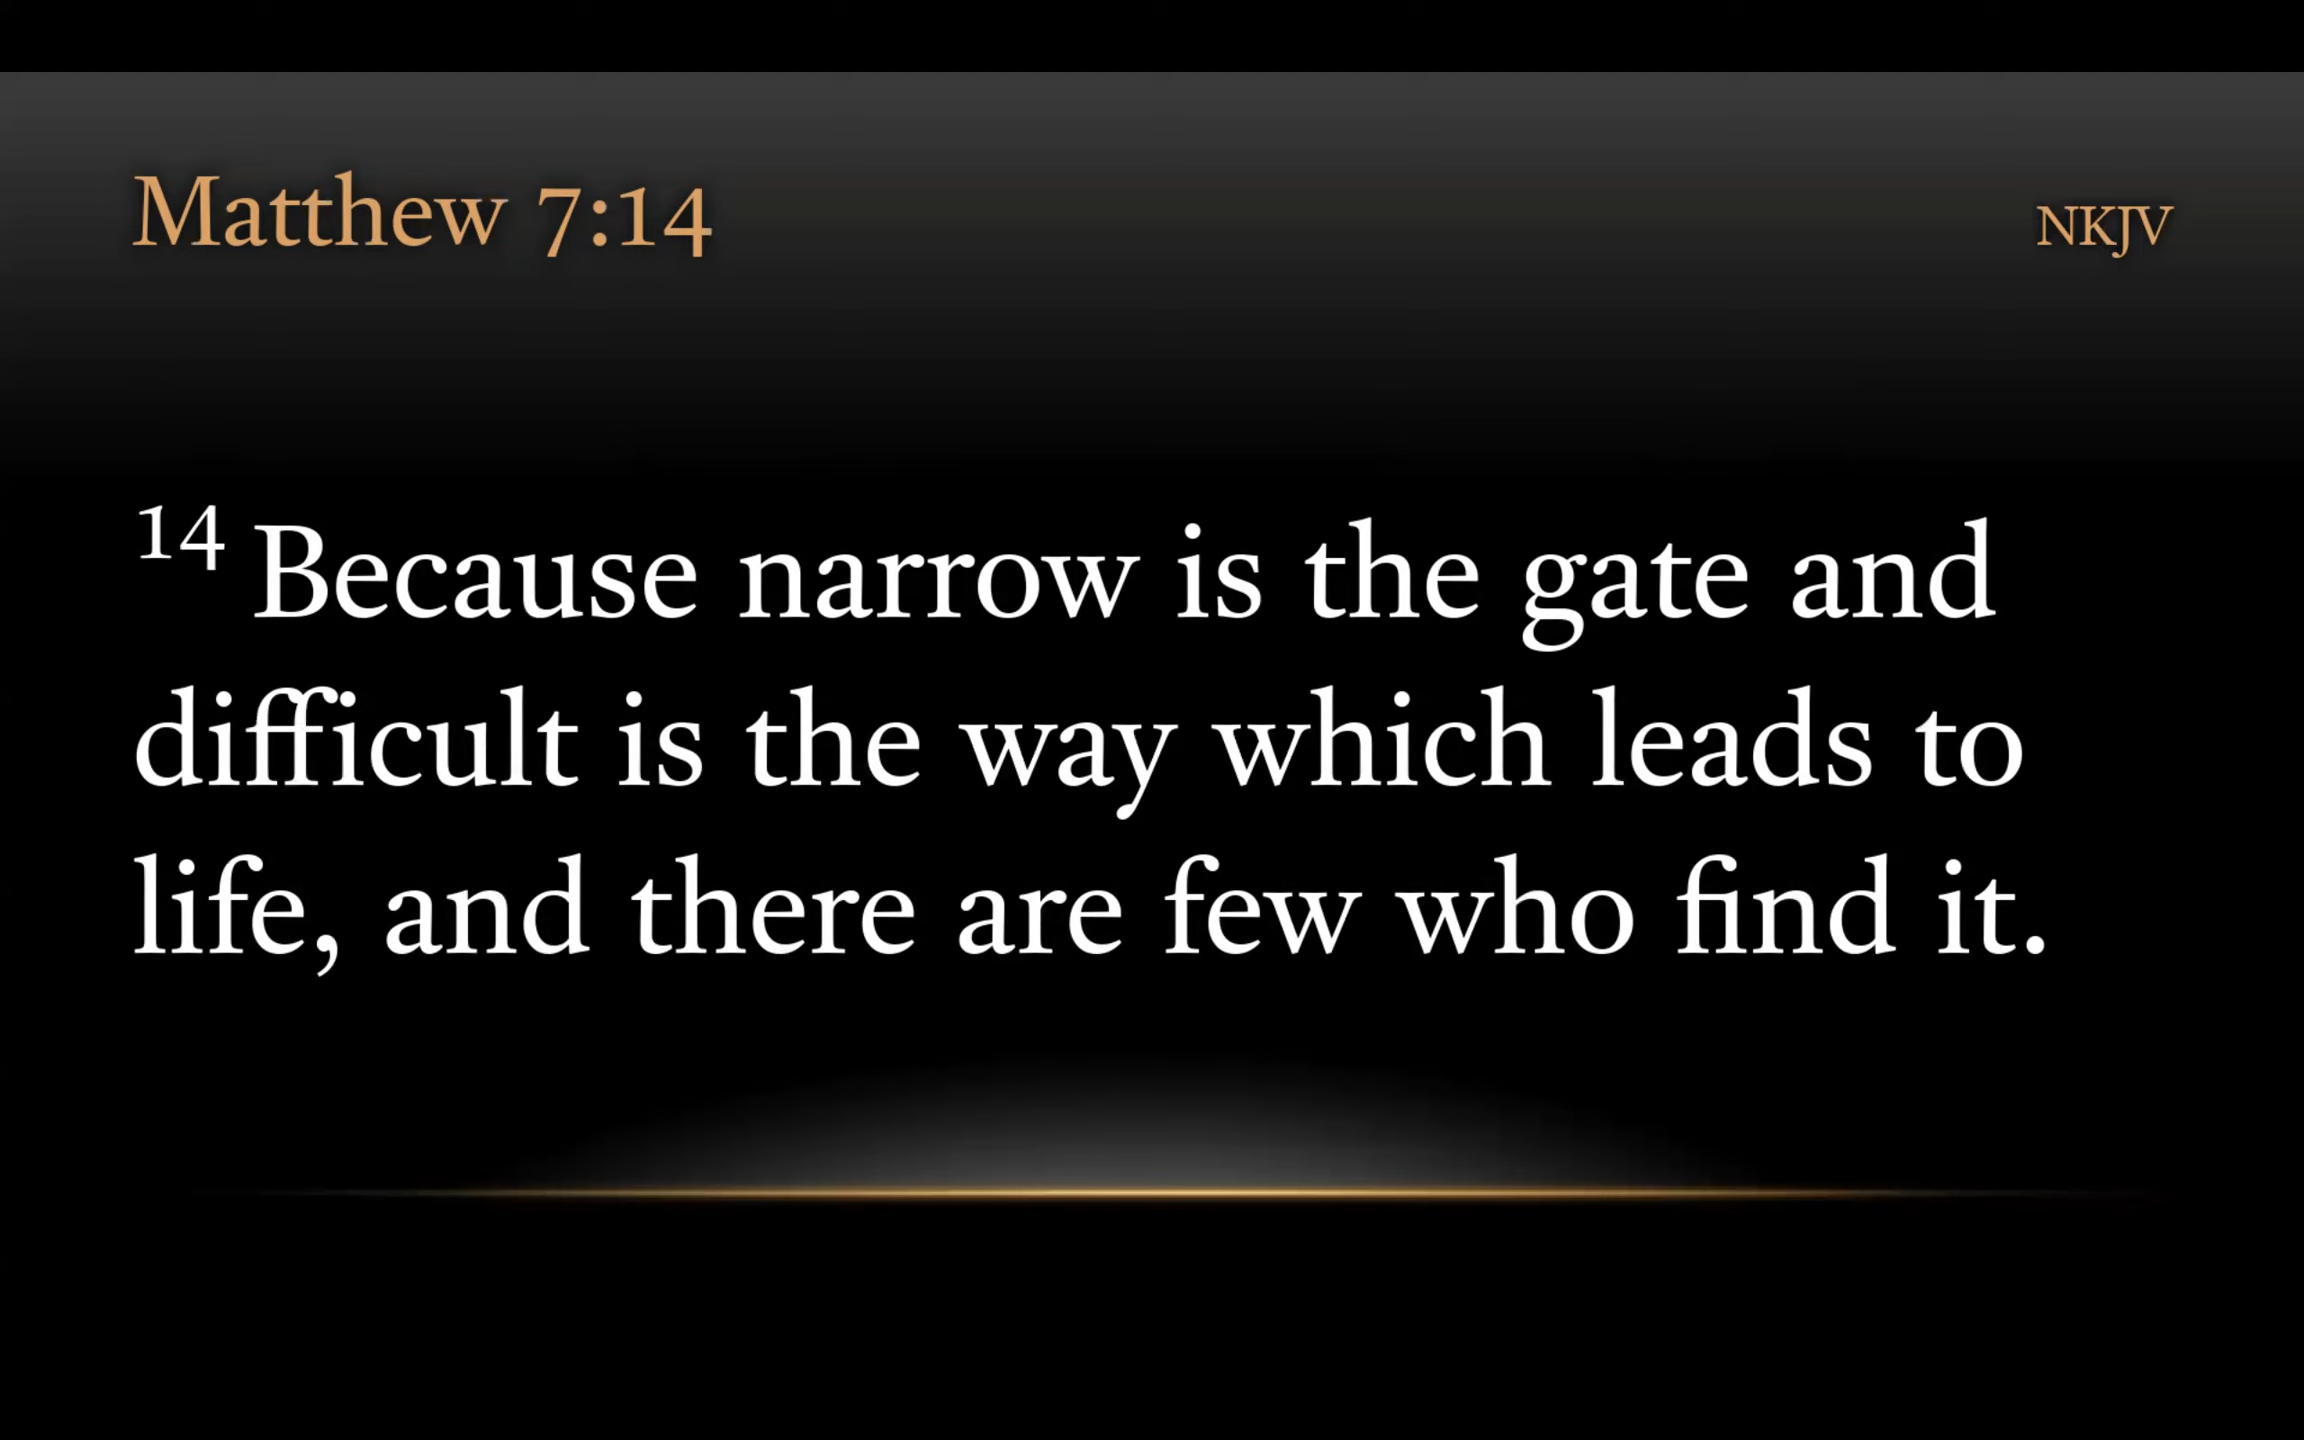 Matthew 7:14
NKJV
14 Because narrow is the gate and
difficult is the way which leads to
life, and there are few who find it.